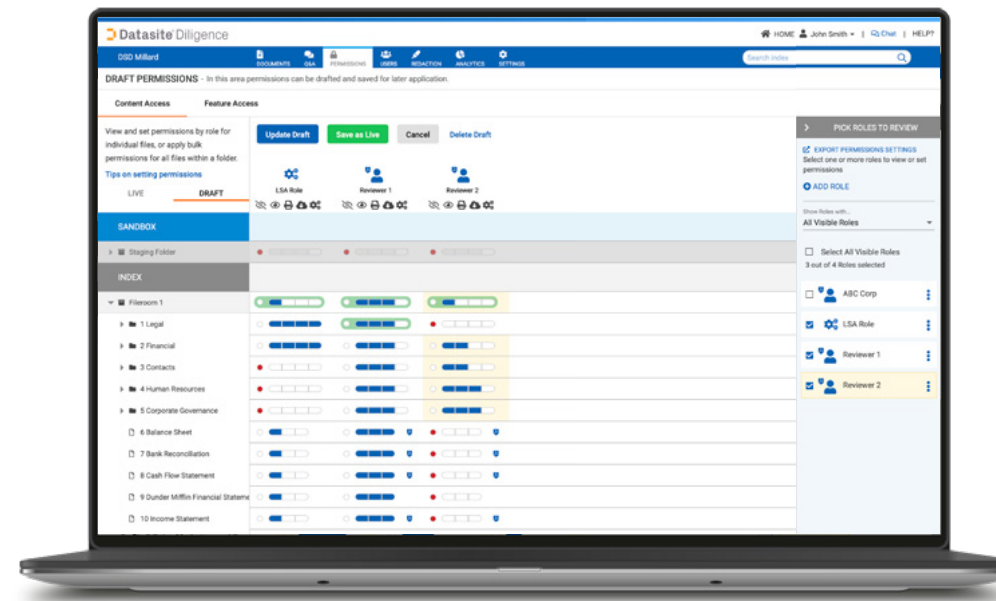 Datasite Diligence
HOME John Smith | Chat | HELP?
DSD Millard
DOCUMENTS Q&A PERMISSIONS USERS REDACTION ANALYTICS SETTINGS
Search index
DRAFT PERMISSIONS - In this area permissions can be drafted and saved for later application.
Content Access Feature Access
View and set permissions by role for
individual files, or apply bulk
permissions for all files within a folder.
Tips on setting permissions
LIVE DRAFT
Update Draft Save as Live Cancel Delete Draft
LSA Role Reviewer 1 Reviewer 2
SANDBOX
Staging Folder
INDEX
Fileroom 1
1 Legal
2 Financial
3 Contacts
4 Human Resources
5 Corporate Governance
6 Balance Sheet
7 Bank Reconciliation
8 Cash Flow Statement
9 Dunder Mifflin Financial Stateme
10 Income Statement
PICK ROLES TO REVIEW
EXPORT PERMISSIONS SETTINGS
Select one or more roles to view or set
permissions
ADD ROLE
Show Roles with...
All Visible Roles
Select All Visible Roles
3 out of 4 Roles selected
ABC Corp
LSA Role
Reviewer 1
Reviewer 2